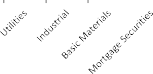 Utilities
Industrial
Basic Materials
Mortgage Securities